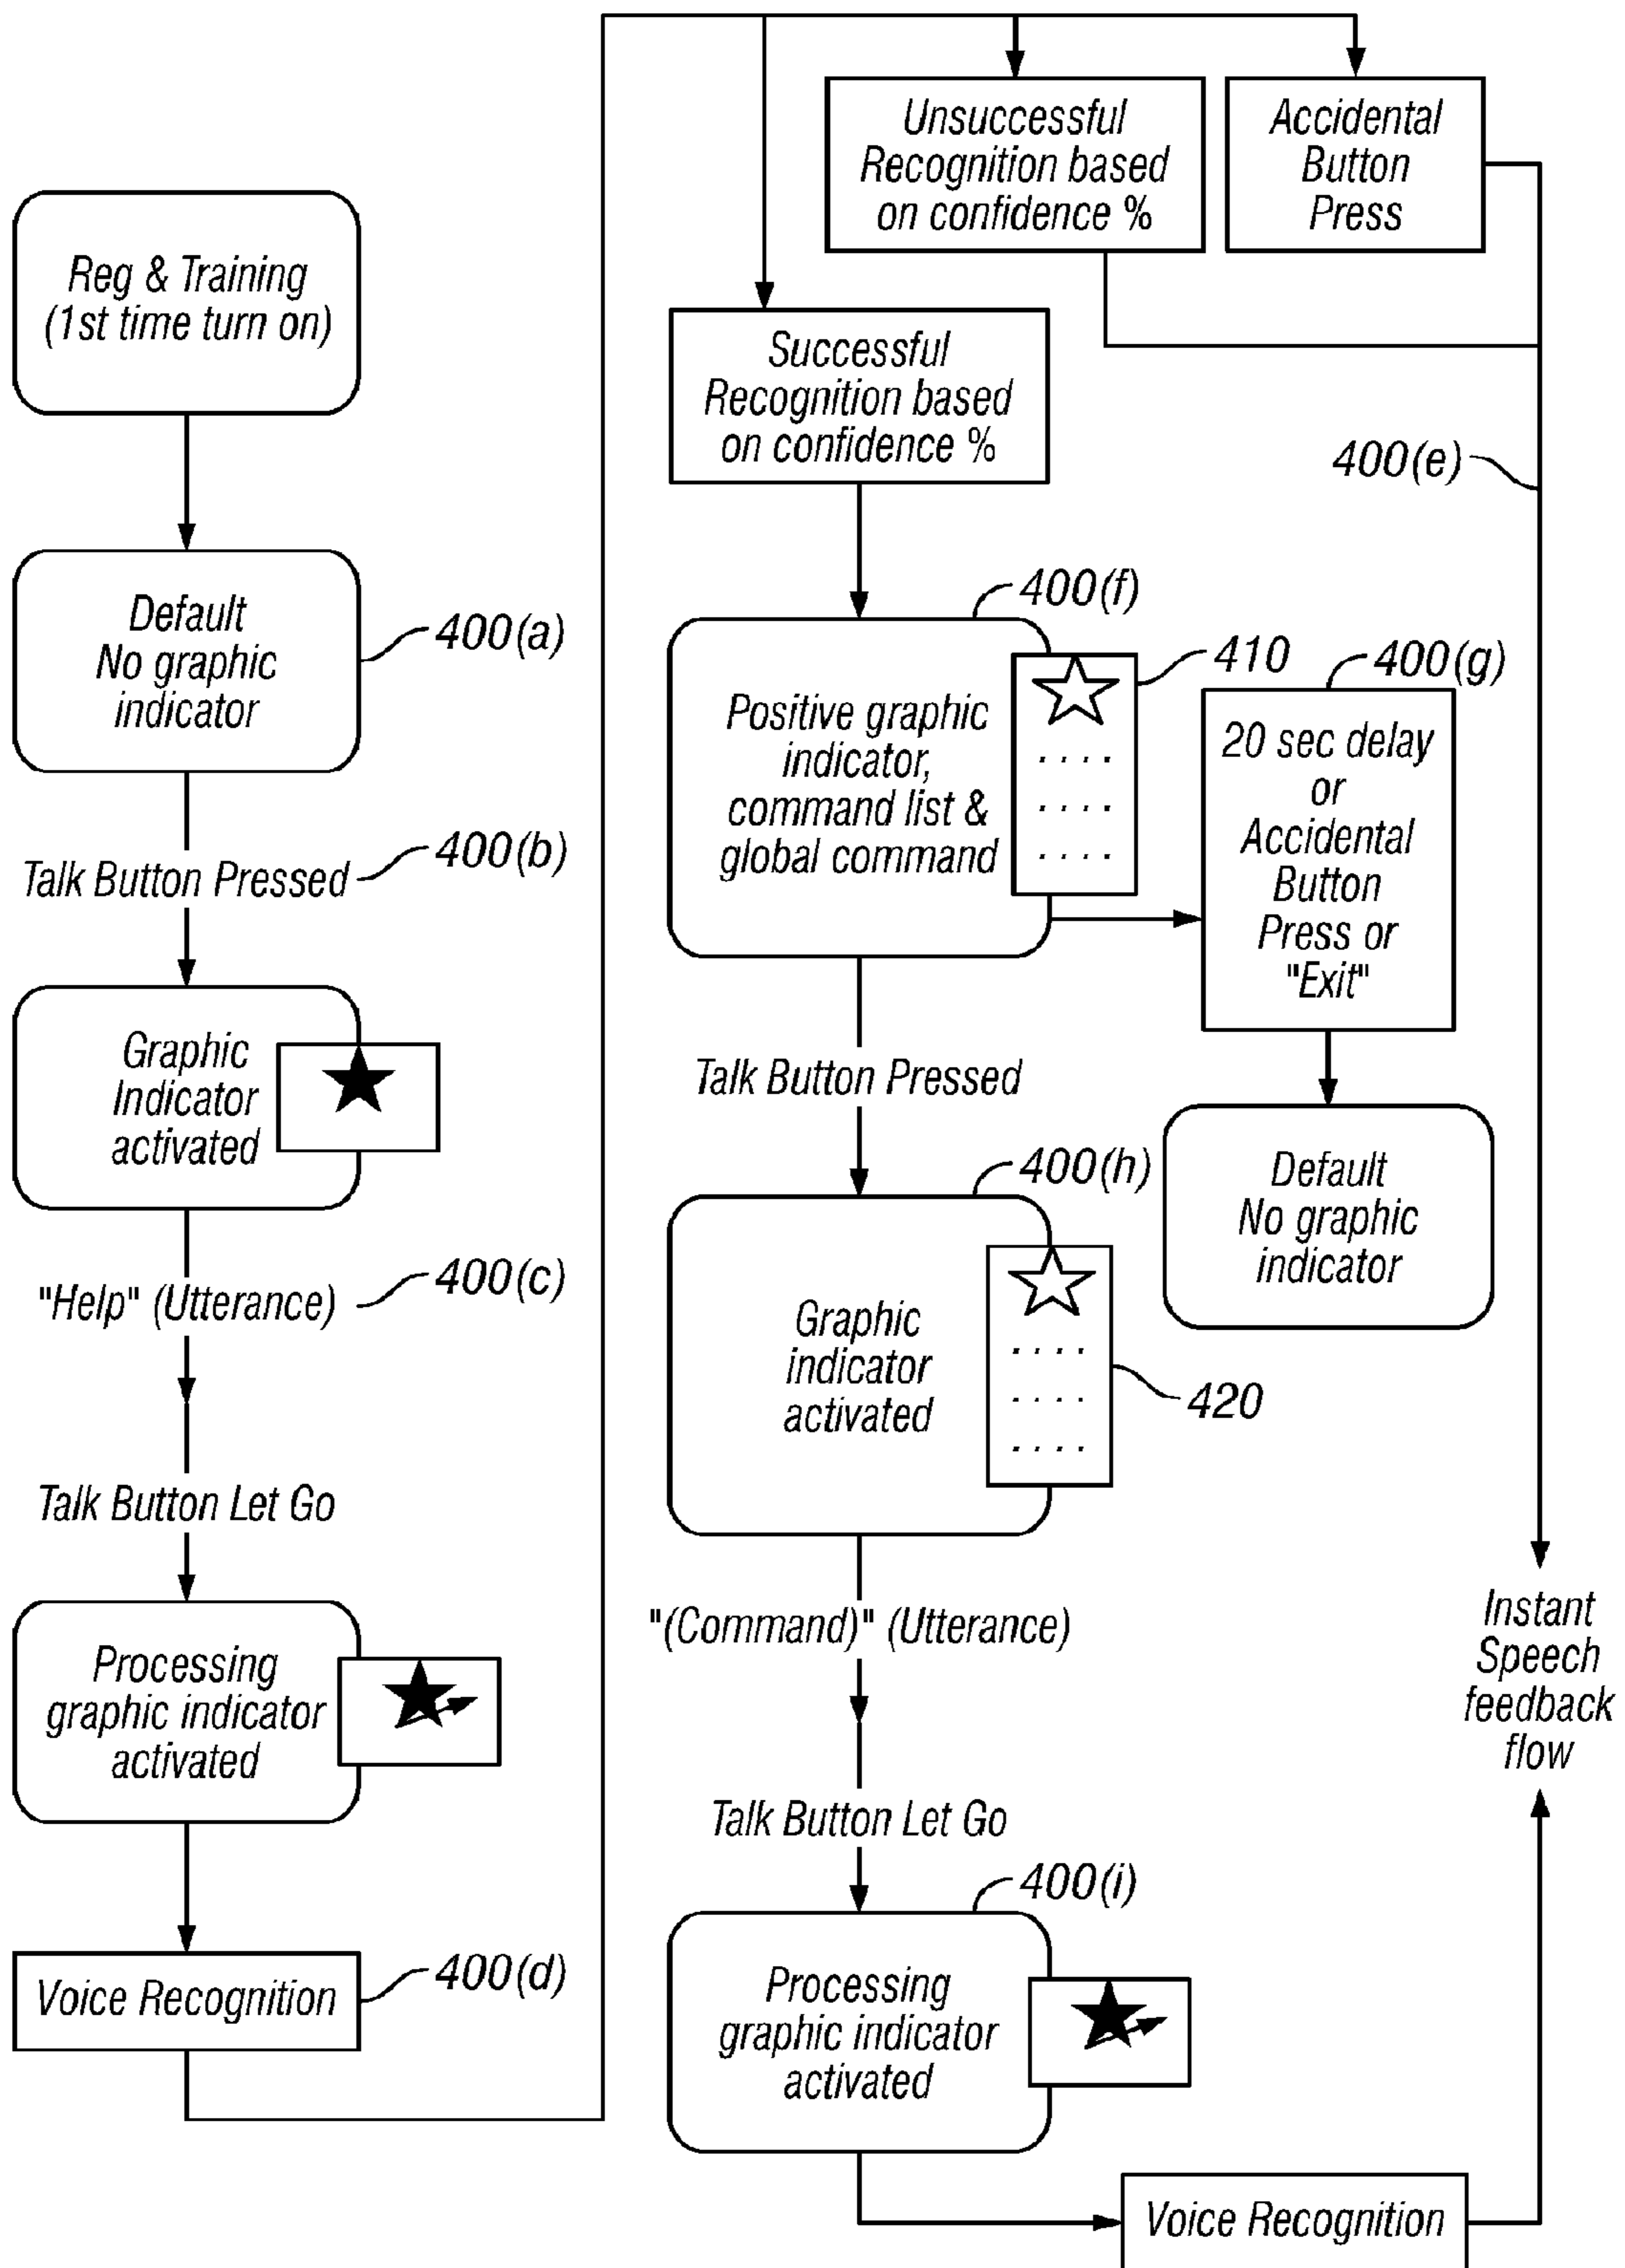 Reg & Training
(1st time turn on)
Default
No graphic
indicator
400(a)
Talk Button Pressed
400(b)
Graphic
Indicator
activated
"Help" (Utterance)
400(c)
Talk Button Let Go
Processing
graphic indicator
activated
Voice Recognition
400(d)
Unsuccessful
Recognition based
on confidence %
Accidental
Button
Press
Successful
Recognition based
on confidence %
400(e)
400(f)
Positive graphic
indicator,
command list &
global command
410
400(g)
20 sec delay
or
Accidental
Button
Press or
"Exit"
Default
No graphic
indicator
Talk Button Pressed
400(h)
Graphic
indicator
activated
420
"(Command)" (Utterance)
Talk Button Let Go
400(i)
Processing
graphic indicator
activated
Voice Recognition
Instant
Speech
feedback
flow